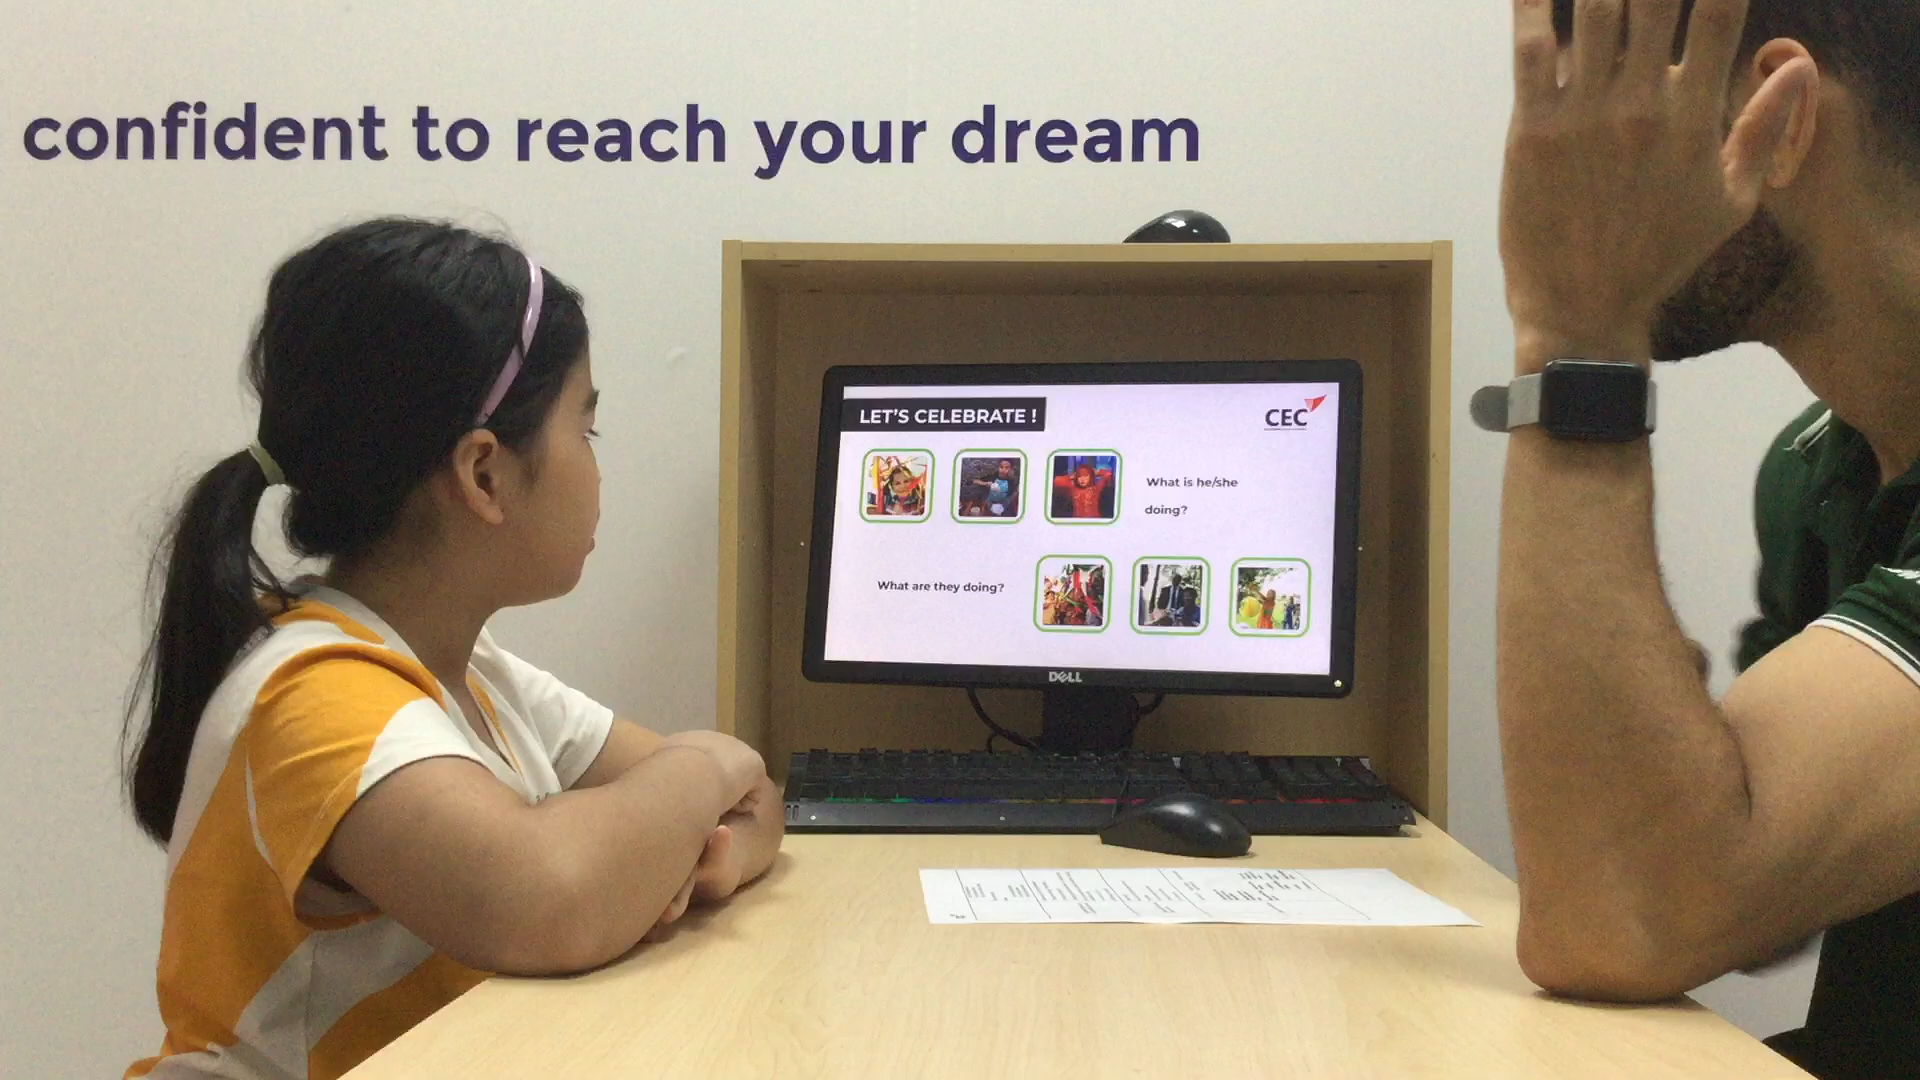 confident to reach your dream
LET'S CELEBRATE !
CEC
What is he/she
doing?
What are they doing?
DELL